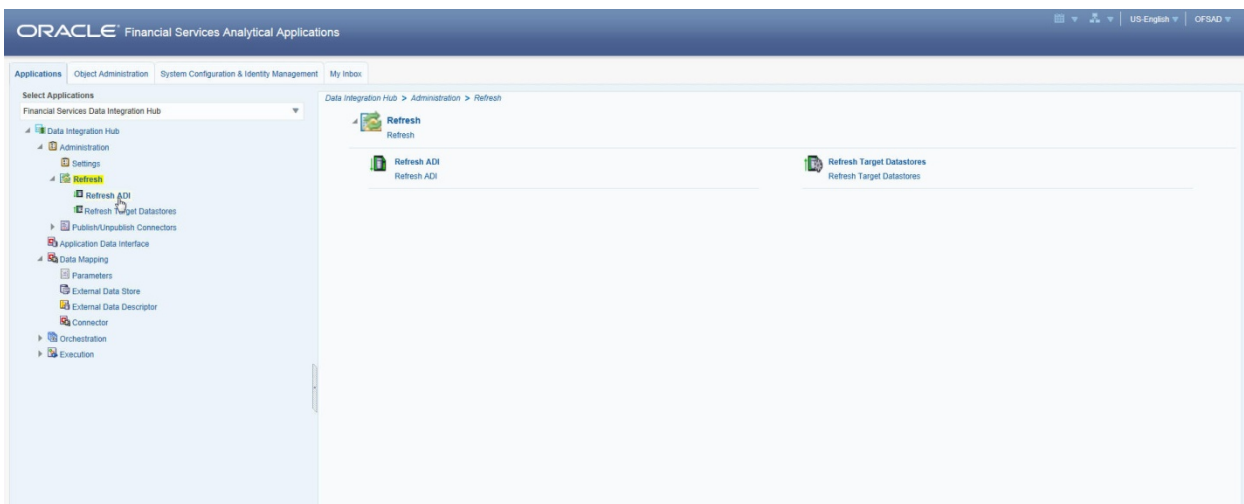 ORACLE Financial Services Analytical Applications
US-English
OFSAD
Applications
Object Administration
System Configuration & Identity Management
My Inbox
Select Applications
Financial Services Data Integration Hub
Data Integration Hub
Administration
Settings
Refresh
Refresh ADI
Refresh Target Datastores
Publish/Unpublish Connectors
Application Data Interface
Data Mapping
Parameters
External Data Store
External Data Descriptor
Connector
Orchestration
Execution
Data Integration Hub > Administration > Refresh
Refresh
Refresh
Refresh ADI
Refresh ADI
Refresh Target Datastores
Refresh Target Datastores